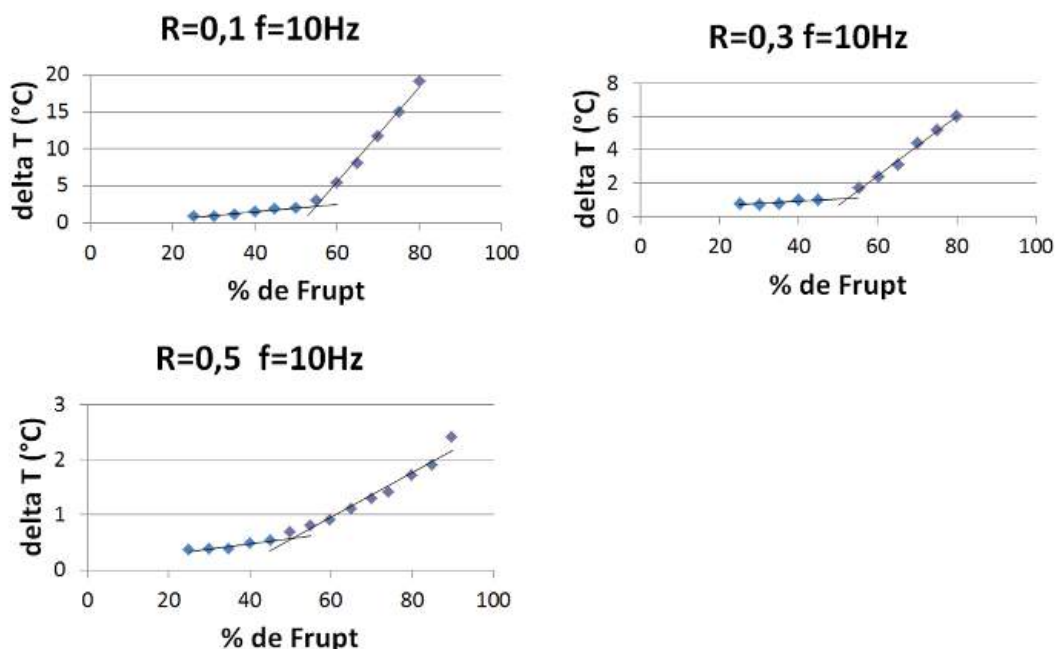 R=0,1 f=10Hz
delta T (°C)
20
15
10
5
0
0 20 40 60 80 100
% de Frupt
R=0,3 f=10Hz
delta T (°C)
8
6
4
2
0
0 20 40 60 80 100
% de Frupt
R=0,5 f=10Hz
delta T (°C)
3
2
1
0
0 20 40 60 80 100
% de Frupt